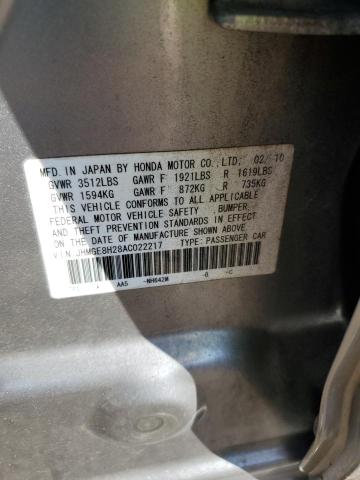 MFD. IN JAPAN BY HONDA MOTOR CO., LTD. 02/10
GVWR 3512LBS GAWR F 1921LBS R 1619LBS
GVWR 1594KG GAWR F 872KG R 735KG
THIS VEHICLE CONFORMS TO ALL APPLICABLE
FEDERAL MOTOR VEHICLE SAFETY, BUMPER,
AND THEFT PREVENTION STANDARDS IN
EFFECT ON THE DATE OF MANUFACTURE SHOWN ABOVE.
V.I.N. JHMGE8H28AC022217 TYPE: PASSENGER CAR
AAS -NH642M -0 -C